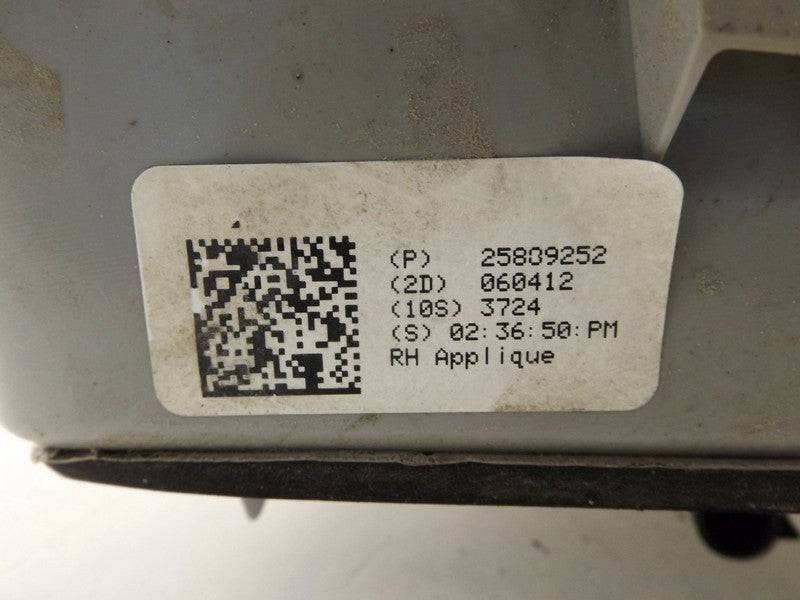 (P) 25809252
(2D) 060412
(10S) 3724
(S) 02:36:50:PM
RH Applique